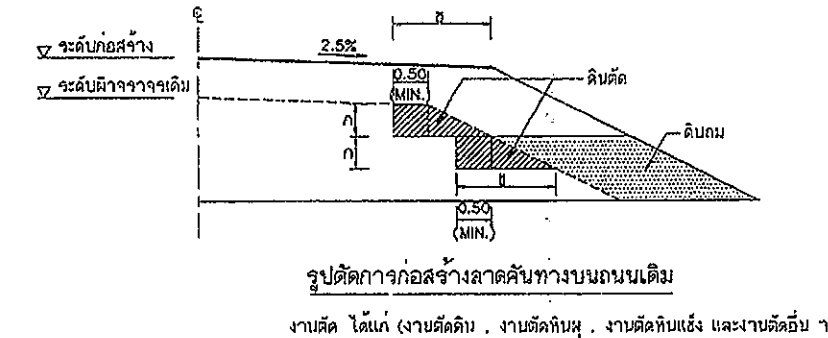 ℄
ข
ระดับก่อสร้าง
2.5%
ระดับผิวจราจรเดิม
0.50
(MIN.)
ดินตัด
ก
ดินถม
ก
ข
0.50
(MIN.)
รูปตัดการก่อสร้างลาดคันทางบนถนนเดิม
งานตัด ได้แก่ (งานตัดดิน , งานตัดหินผุ , งานตัดหินแข็ง และงานตัดอื่น ๆ